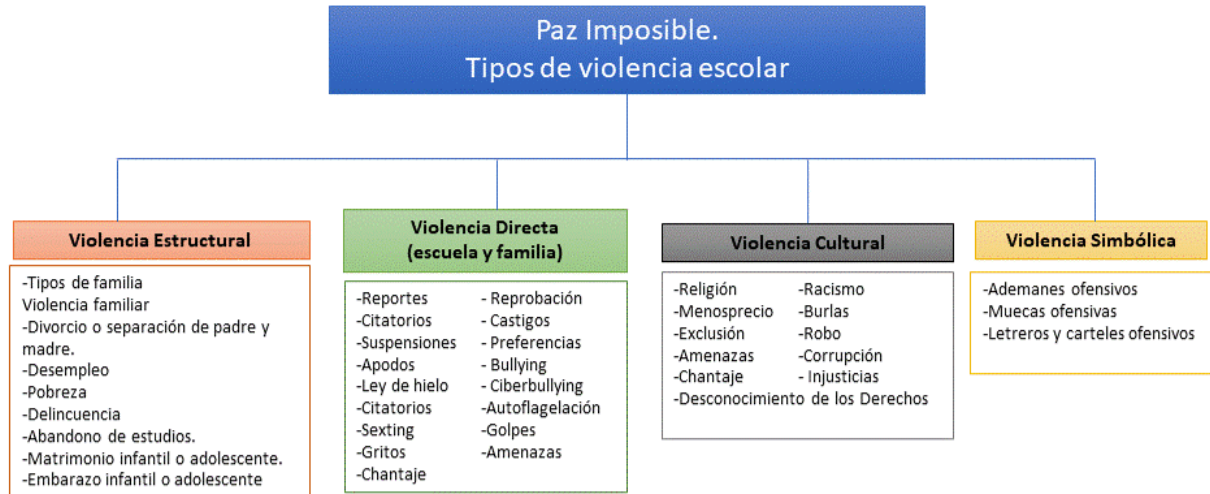 Paz Imposible.
Tipos de violencia escolar
Violencia Estructural
-Tipos de familia
Violencia familiar
-Divorcio o separación de padre y
madre.
-Desempleo
-Pobreza
-Delincuencia
-Abandono de estudios.
-Matrimonio infantil o adolescente.
-Embarazo infantil o adolescente
Violencia Directa
(escuela y familia)
-Reportes
-Citatorios
-Suspensiones
-Apodos
-Ley de hielo
-Citatorios
-Sexting
-Gritos
-Chantaje
- Reprobación
- Castigos
- Preferencias
- Bullying
- Ciberbullying
-Autoflagelación
-Golpes
-Amenazas
Violencia Cultural
-Religión
-Menosprecio
-Exclusión
-Amenazas
-Chantaje
-Racismo
-Burlas
-Robo
-Corrupción
- Injusticias
-Desconocimiento de los Derechos
Violencia Simbólica
-Ademanes ofensivos
-Muecas ofensivas
-Letreros y carteles ofensivos